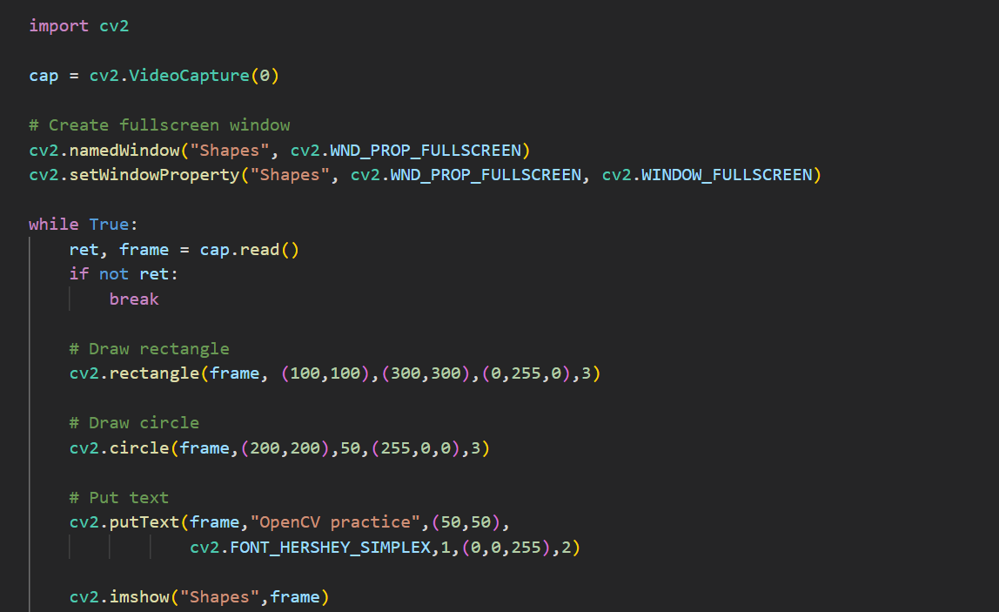 import cv2
cap = cv2.VideoCapture(0)
# Create fullscreen window
cv2.namedWindow("Shapes", cv2.WND_PROP_FULLSCREEN)
cv2.setWindowProperty("Shapes", cv2.WND_PROP_FULLSCREEN, cv2.WINDOW_FULLSCREEN)
while True:
    ret, frame = cap.read()
    if not ret:
        break
    # Draw rectangle
    cv2.rectangle(frame, (100,100),(300,300),(0,255,0),3)
    # Draw circle
    cv2.circle(frame,(200,200),50,(255,0,0),3)
    # Put text
    cv2.putText(frame,"OpenCV practice",(50,50),
                cv2.FONT_HERSHEY_SIMPLEX,1,(0,0,255),2)
    cv2.imshow("Shapes",frame)